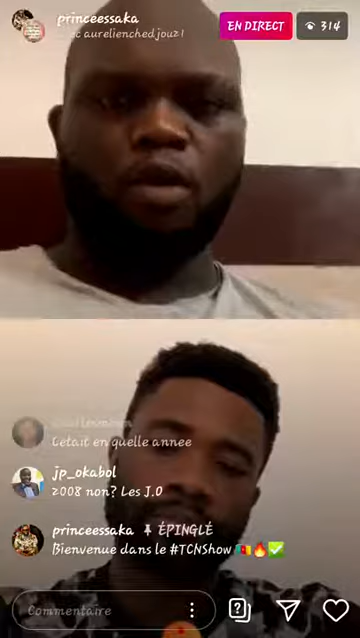 princeessaka
ec aurelienchedjou21
EN DIRECT
314
C'etait en quelle annee
jp_okabol
2008 non? Les J.O
princeessaka ÉPINGLÉ
Bienvenue dans le #TCNShow 🇨🇲🔥✅
Commentaire